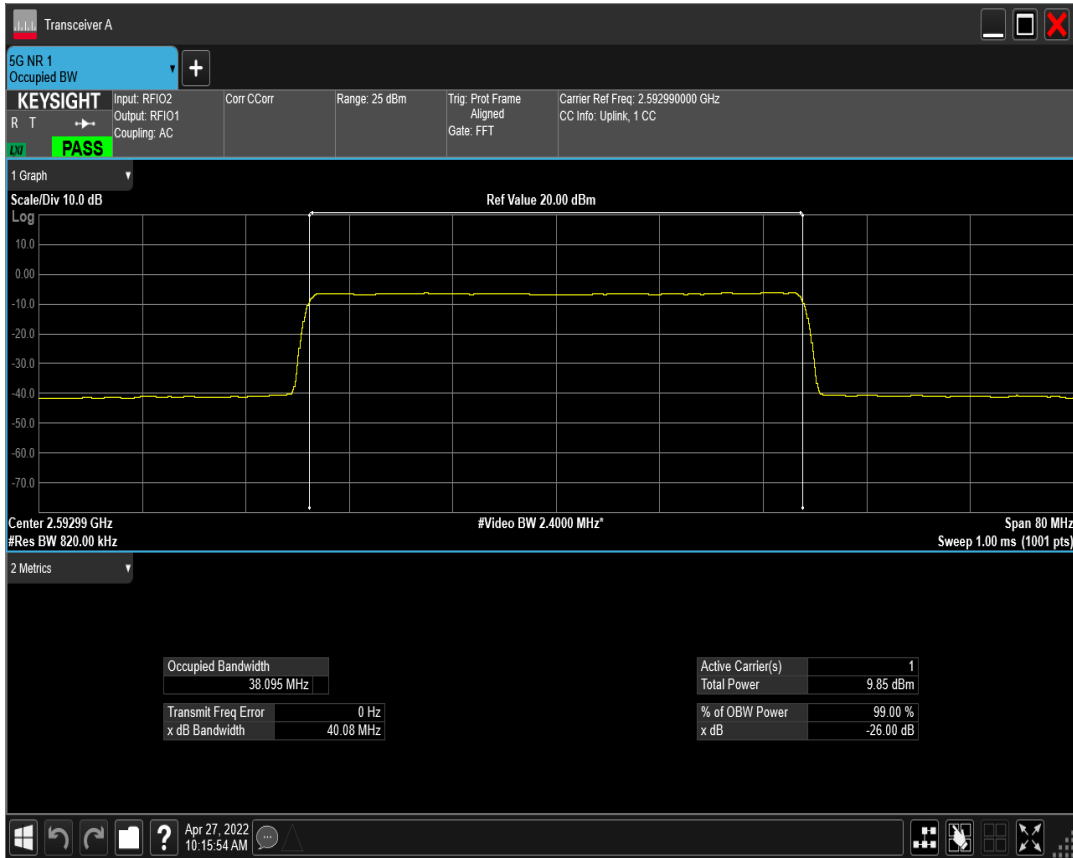 Transceiver A
5G NR 1
Occupied BW
KEYSIGHT
R T
LXI
PASS
Input: RFIO2
Output: RFIO1
Coupling: AC
Corr CCorr
Range: 25 dBm
Trig: Prot Frame
Aligned
Gate: FFT
Carrier Ref Freq: 2.592990000 GHz
CC Info: Uplink, 1 CC
1 Graph
Scale/Div 10.0 dB
Ref Value 20.00 dBm
Log
10.0
0.00
-10.0
-20.0
-30.0
-40.0
-50.0
-60.0
-70.0
Center 2.59299 GHz
#Video BW 2.4000 MHz*
Span 80 MHz
#Res BW 820.00 kHz
Sweep 1.00 ms (1001 pts)
2 Metrics
Occupied Bandwidth
38.095 MHz
Transmit Freq Error 0 Hz
x dB Bandwidth 40.08 MHz
Active Carrier(s) 1
Total Power 9.85 dBm
% of OBW Power 99.00 %
x dB -26.00 dB
?
Apr 27, 2022
10:15:54 AM